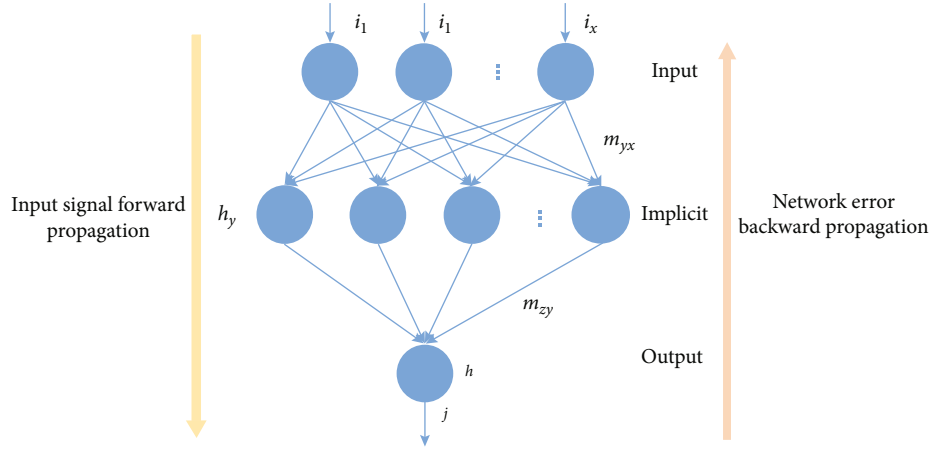 i1 i1 ix
Input
myx
Input signal forward
propagation
hy
Implicit
Network error
backward propagation
mzy
Output
h
j